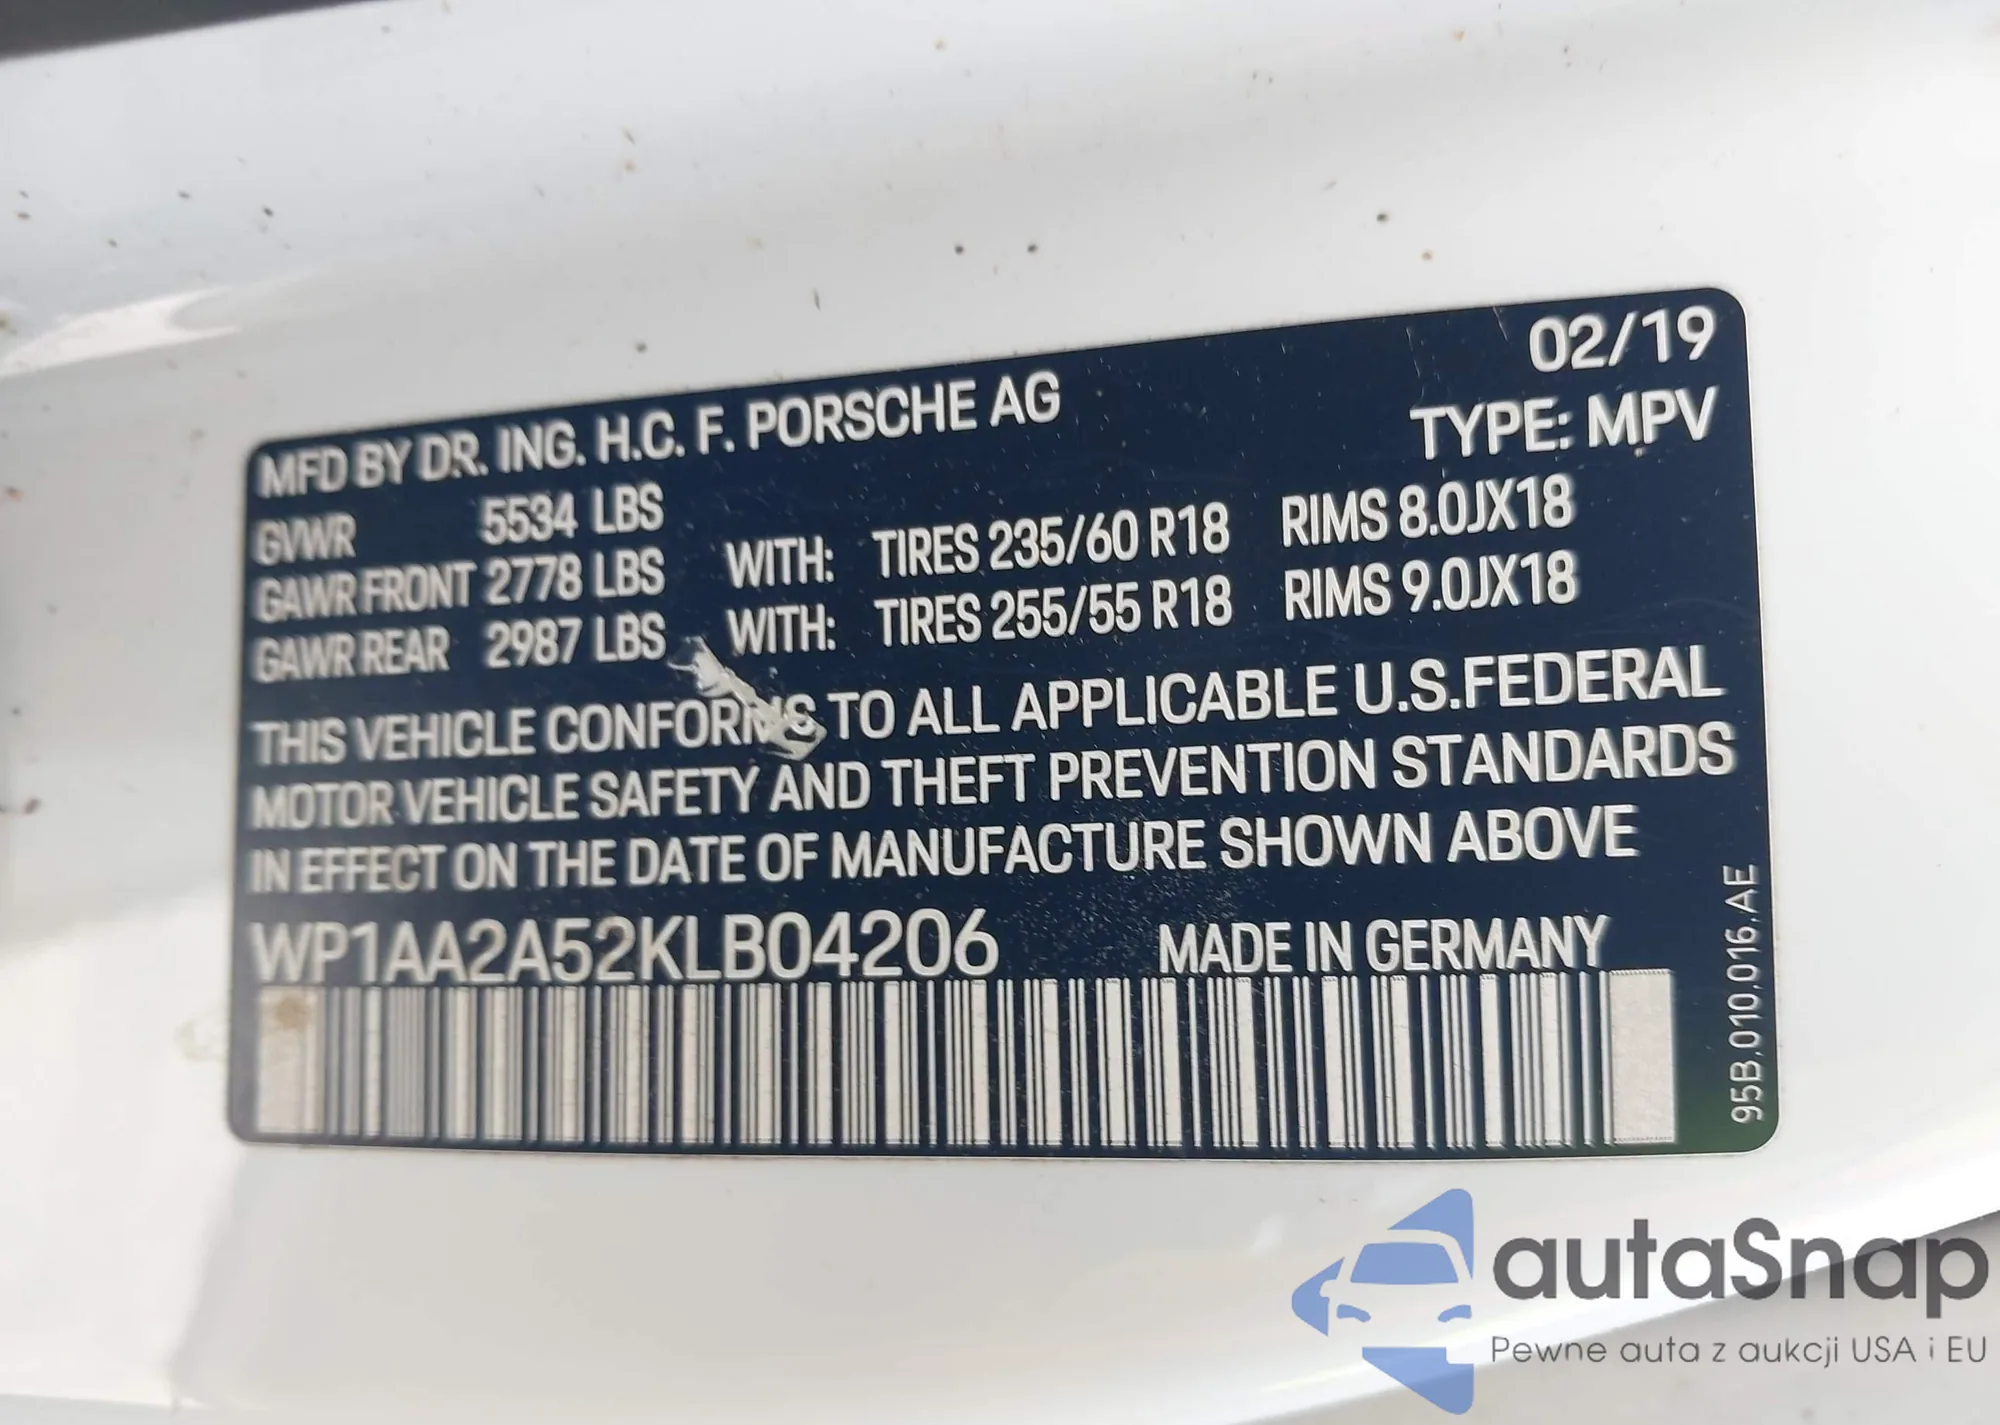 02/19
MFD BY DR. ING. H.C. F. PORSCHE AG
TYPE: MPV
GVWR 5534 LBS
GAWR FRONT 2778 LBS WITH: TIRES 235/60 R18 RIMS 8.0JX18
GAWR REAR 2987 LBS WITH: TIRES 255/55 R18 RIMS 9.0JX18
THIS VEHICLE CONFORMS TO ALL APPLICABLE U.S.FEDERAL
MOTOR VEHICLE SAFETY AND THEFT PREVENTION STANDARDS
IN EFFECT ON THE DATE OF MANUFACTURE SHOWN ABOVE
WP1AA2A52KLB04206 MADE IN GERMANY
95B.010.016.AE
autaSnap
Pewne auta z aukcji USA i EU